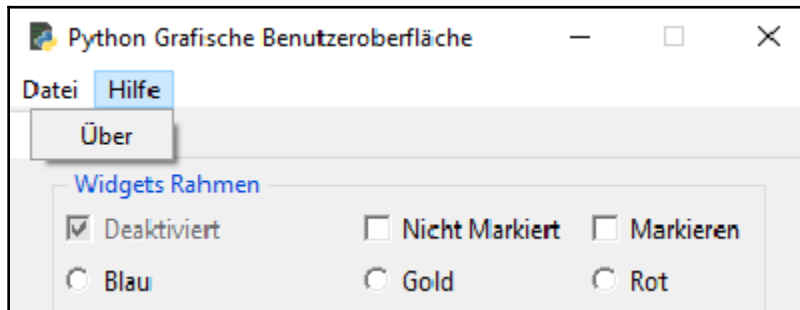 Python Grafische Benutzeroberfläche
Datei Hilfe
Über
Widgets Rahmen
Deaktiviert Nicht Markiert Markieren
Blau Gold Rot